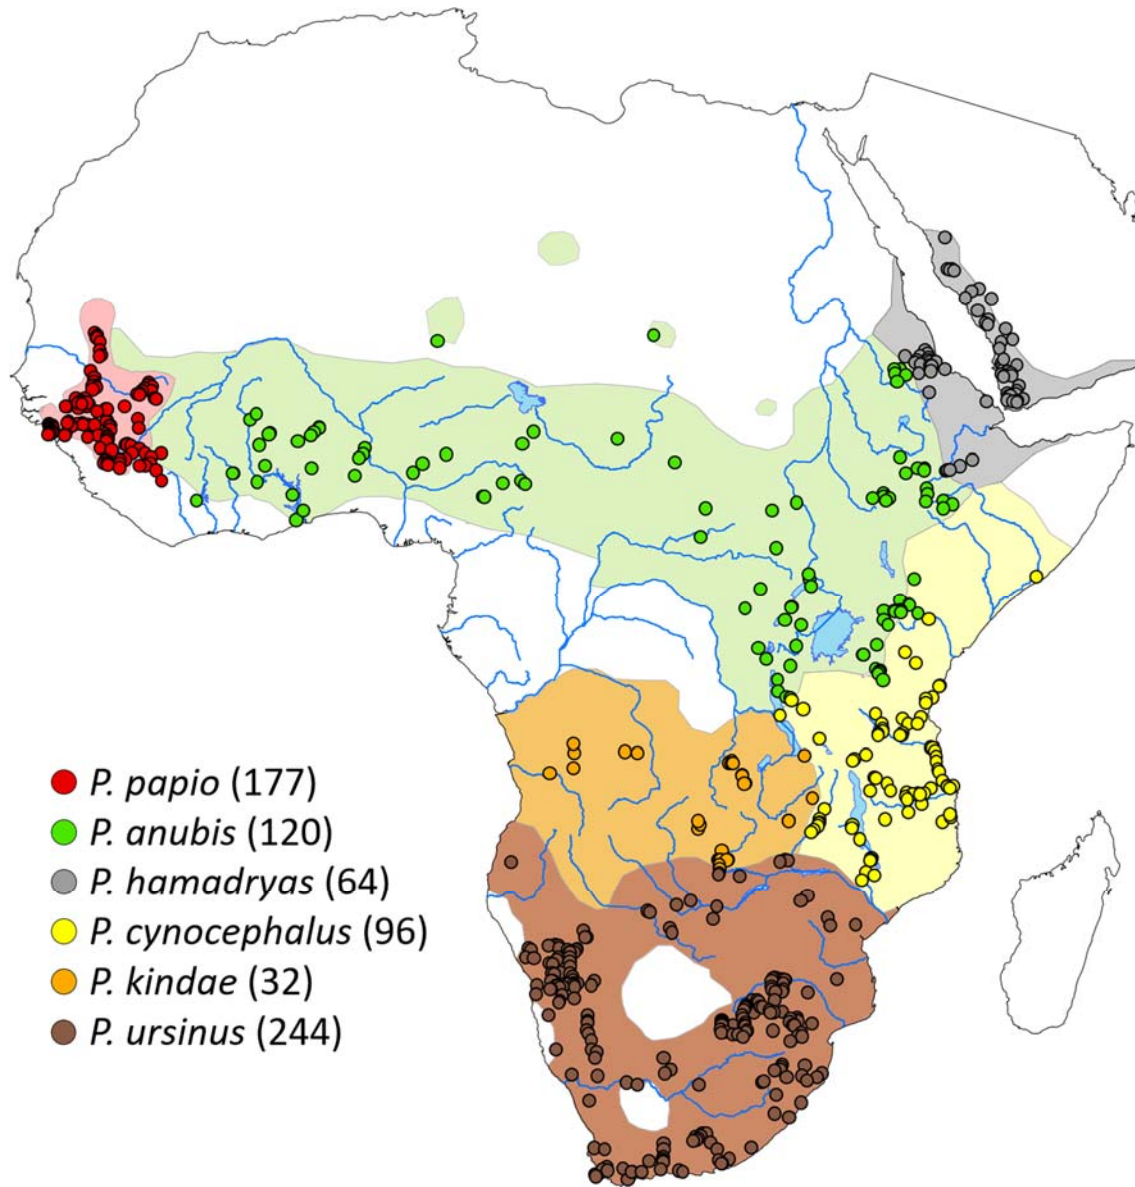 P. papio (177)
P. anubis (120)
P. hamadryas (64)
P. cynocephalus (96)
P. kindae (32)
P. ursinus (244)